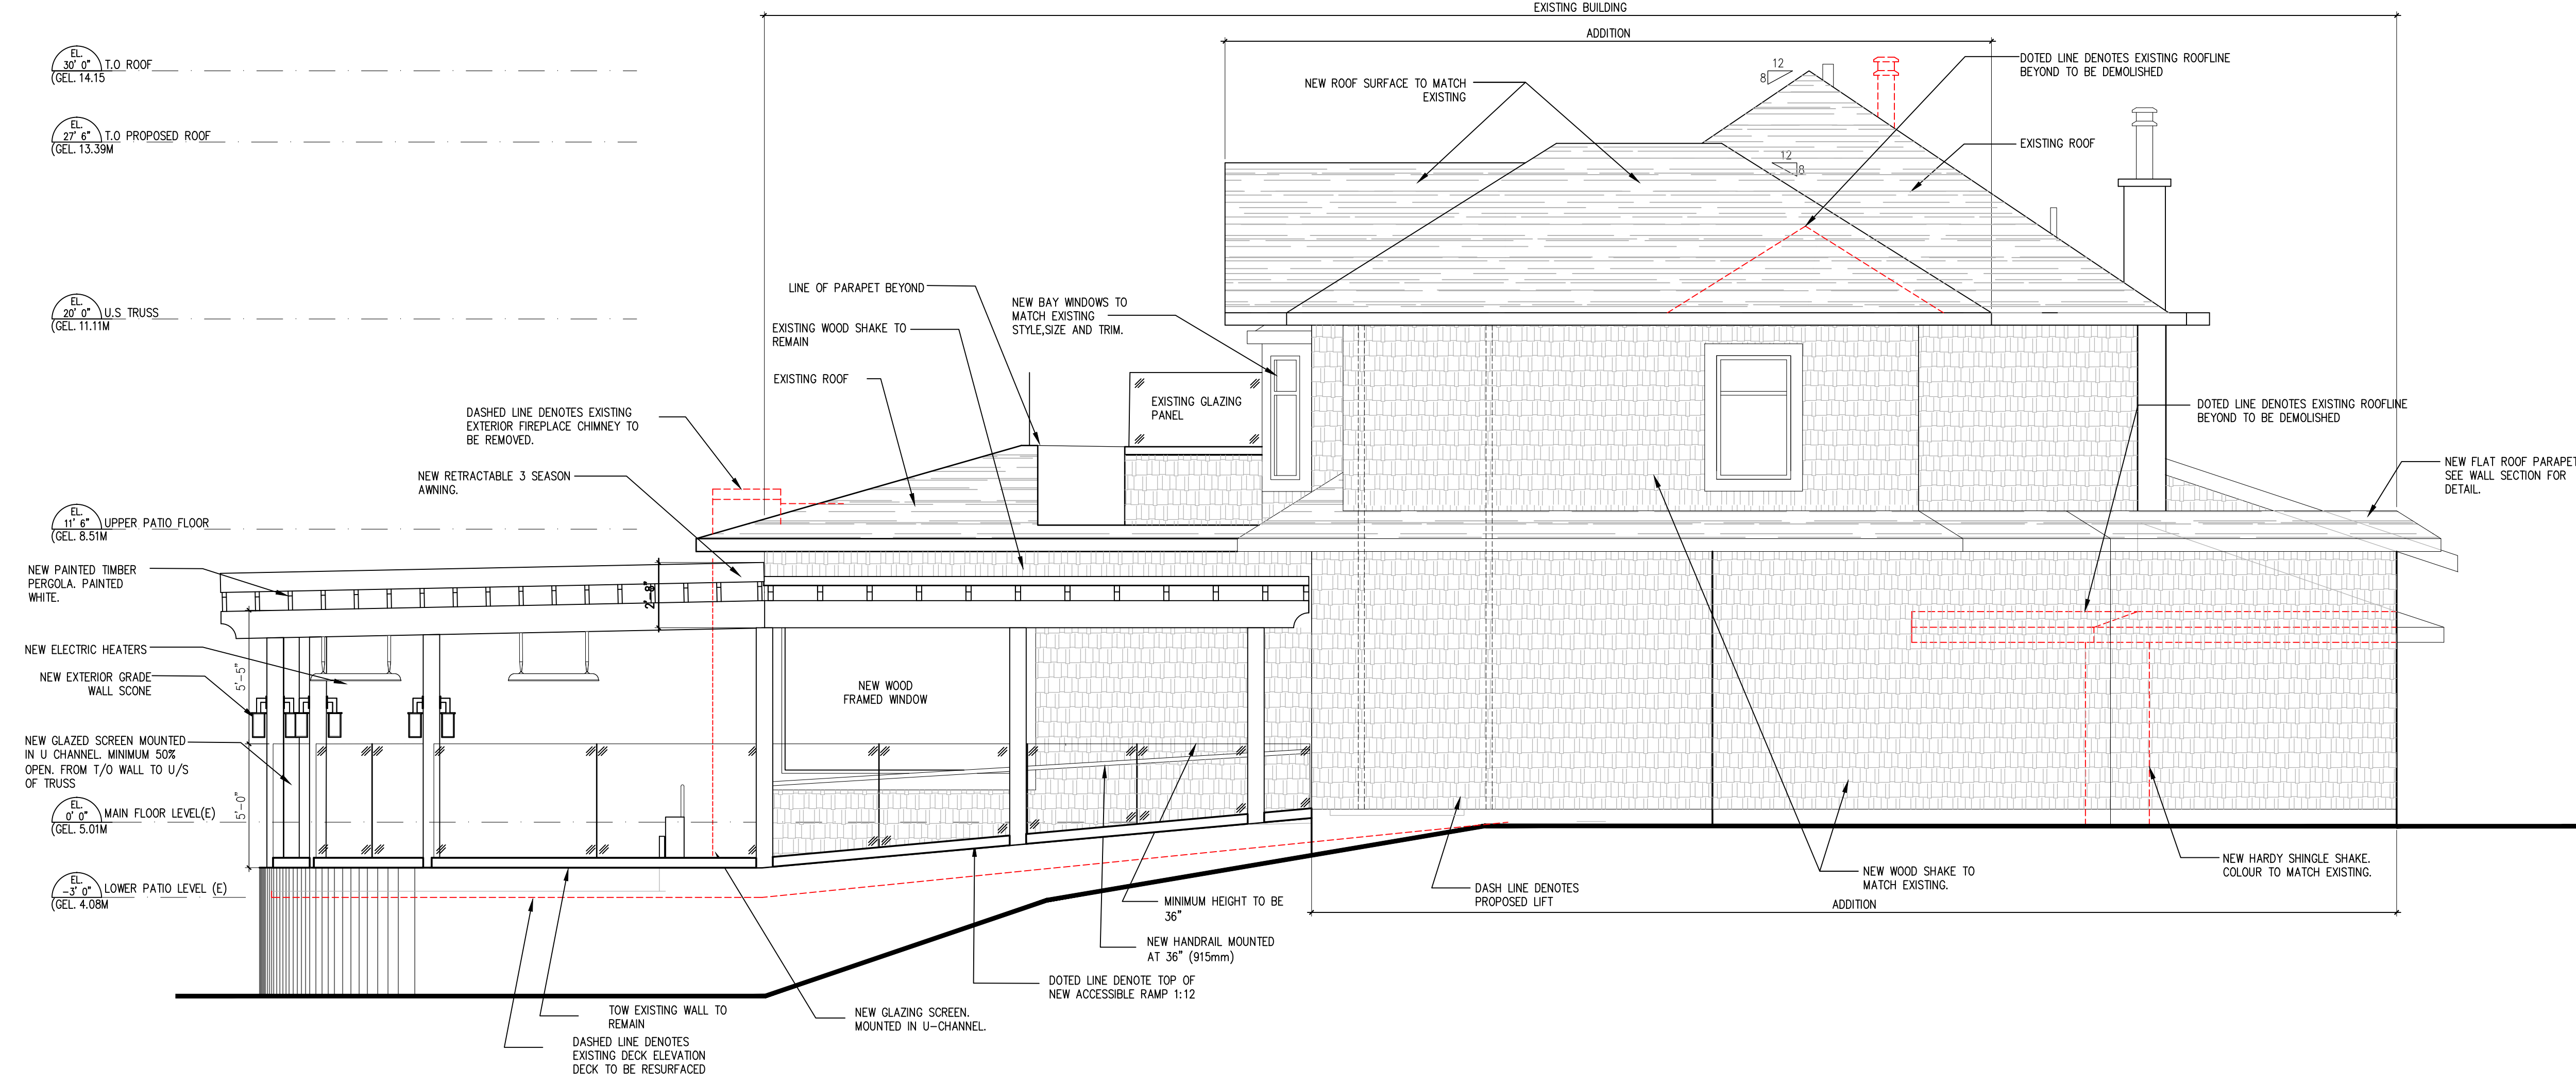 EXISTING BUILDING
ADDITION
EL.
30' 0" T.O ROOF
(GEL. 14.15
EL.
27' 6" T.O PROPOSED ROOF
(GEL. 13.39M
EL.
20' 0" U.S TRUSS
(GEL. 11.11M
EL.
11' 6" UPPER PATIO FLOOR
(GEL. 8.51M
EL.
0' 0" MAIN FLOOR LEVEL(E)
(GEL. 5.01M
EL.
-3' 0" LOWER PATIO LEVEL (E)
(GEL. 4.08M
NEW ROOF SURFACE TO MATCH
EXISTING
12
8
12
8
DOTED LINE DENOTES EXISTING ROOFLINE
BEYOND TO BE DEMOLISHED
EXISTING ROOF
LINE OF PARAPET BEYOND
EXISTING WOOD SHAKE TO
REMAIN
EXISTING ROOF
NEW BAY WINDOWS TO
MATCH EXISTING
STYLE,SIZE AND TRIM.
EXISTING GLAZING
PANEL
DASHED LINE DENOTES EXISTING
EXTERIOR FIREPLACE CHIMNEY TO
BE REMOVED.
NEW RETRACTABLE 3 SEASON
AWNING.
DOTED LINE DENOTES EXISTING ROOFLINE
BEYOND TO BE DEMOLISHED
NEW FLAT ROOF PARAPET
SEE WALL SECTION FOR
DETAIL.
NEW PAINTED TIMBER
PERGOLA. PAINTED
WHITE.
2'-8"
NEW ELECTRIC HEATERS
NEW EXTERIOR GRADE
WALL SCONE
5'-5"
NEW WOOD
FRAMED WINDOW
NEW GLAZED SCREEN MOUNTED
IN U CHANNEL. MINIMUM 50%
OPEN. FROM T/O WALL TO U/S
OF TRUSS
5'-0"
NEW HARDY SHINGLE SHAKE.
COLOUR TO MATCH EXISTING.
NEW WOOD SHAKE TO
MATCH EXISTING.
DASH LINE DENOTES
PROPOSED LIFT
ADDITION
MINIMUM HEIGHT TO BE
36"
NEW HANDRAIL MOUNTED
AT 36" (915mm)
DOTED LINE DENOTE TOP OF
NEW ACCESSIBLE RAMP 1:12
TOW EXISTING WALL TO
REMAIN
NEW GLAZING SCREEN.
MOUNTED IN U-CHANNEL.
DASHED LINE DENOTES
EXISTING DECK ELEVATION
DECK TO BE RESURFACED